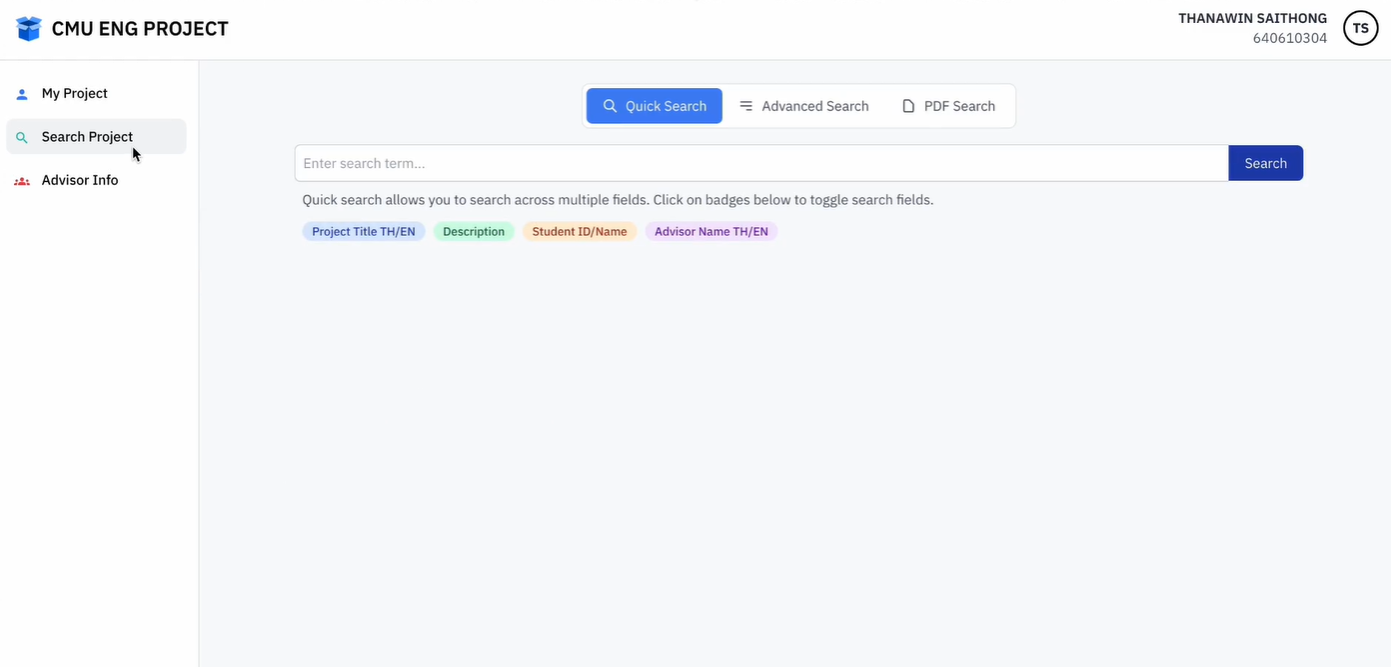 CMU ENG PROJECT
THANAWIN SAITHONG
640610304
TS
My Project
Search Project
Advisor Info
Quick Search
Advanced Search
PDF Search
Enter search term...
Search
Quick search allows you to search across multiple fields. Click on badges below to toggle search fields.
Project Title TH/EN
Description
Student ID/Name
Advisor Name TH/EN